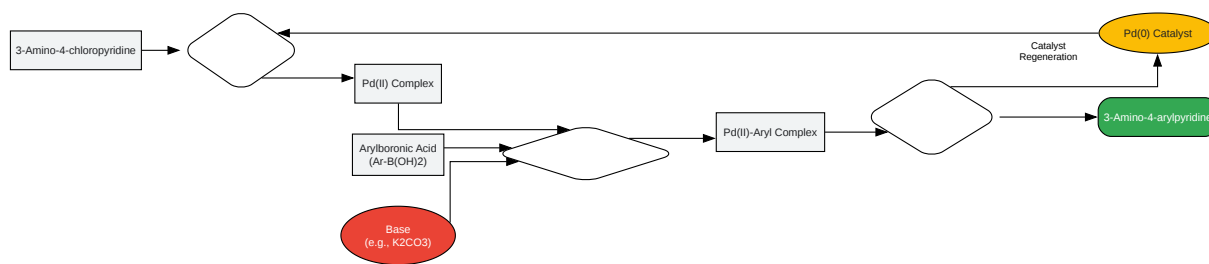 3-Amino-4-chloropyridine
Pd(II) Complex
Arylboronic Acid
(Ar-B(OH)2)
Base
(e.g., K2CO3)
Pd(II)-Aryl Complex
Catalyst
Regeneration
Pd(0) Catalyst
3-Amino-4-arylpyridine